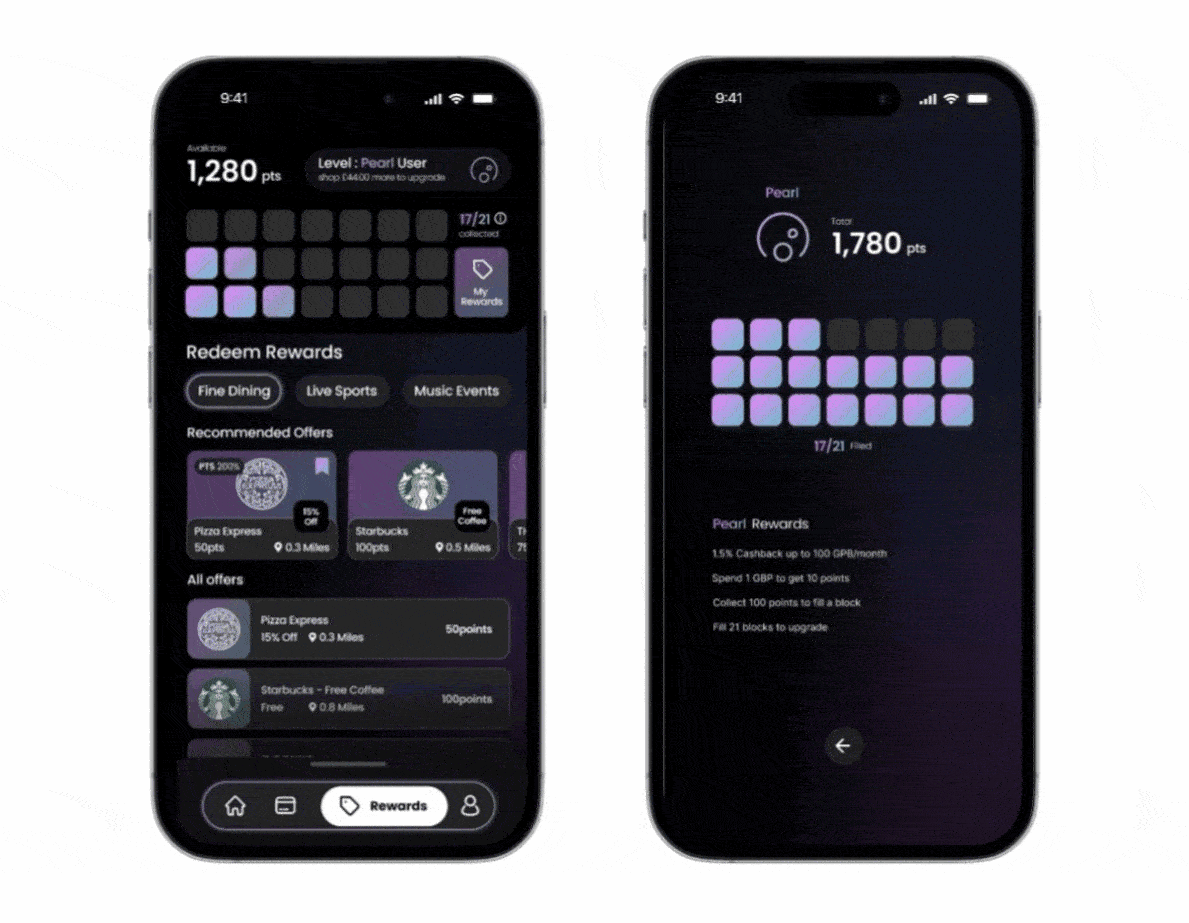 9:41
Available
1,280 pts
Level : Pearl User
shop £44.00 more to upgrade
17/21
collected
My
Rewards
Redeem Rewards
Fine Dining
Live Sports
Music Events
Recommended Offers
PTS 200%
15%
Off
Pizza Express
50pts
0.3 Miles
Free
Coffee
Starbucks
100pts
0.5 Miles
All offers
Pizza Express
15% Off
0.3 Miles
50points
Starbucks - Free Coffee
Free
0.8 Miles
100points
Rewards
9:41
Pearl
Total
1,780 pts
17/21 Filed
Pearl Rewards
1.5% Cashback up to 100 GPB/month
Spend 1 GBP to get 10 points
Collect 100 points to fill a block
Fill 21 blocks to upgrade